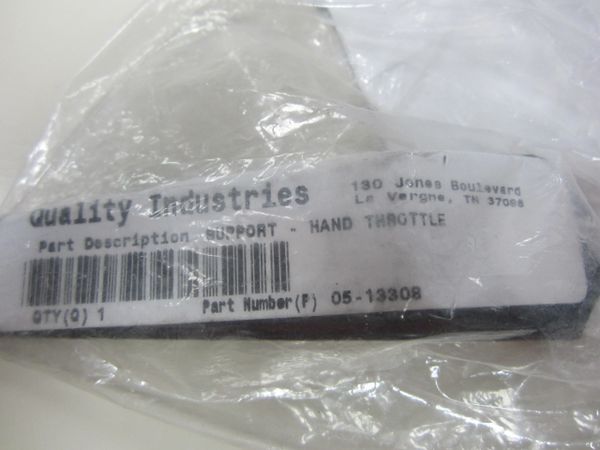 Quality Industries
130 Jones Boulevard
La Vergne, TN 37086
Part Description SUPPORT - HAND THROTTLE
QTY(Q) 1
Part Number(P) 05-13308